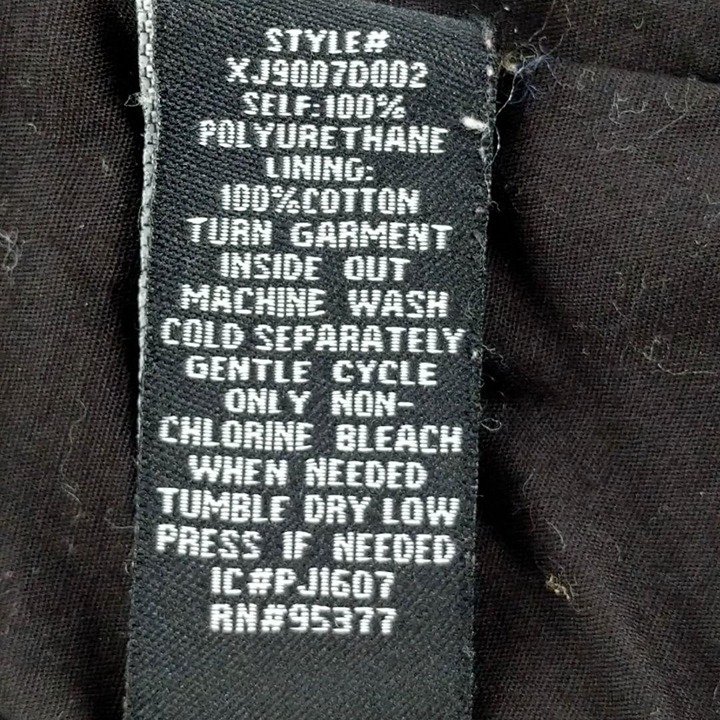 STYLE#
XJ9007D002
SELF:100%
POLYURETHANE
LINING:
100%COTTON
TURN GARMENT
INSIDE OUT
MACHINE WASH
COLD SEPARATELY
GENTLE CYCLE
ONLY NON-
CHLORINE BLEACH
WHEN NEEDED
TUMBLE DRY LOW
PRESS IF NEEDED
IC#PJ1607
RN#95377